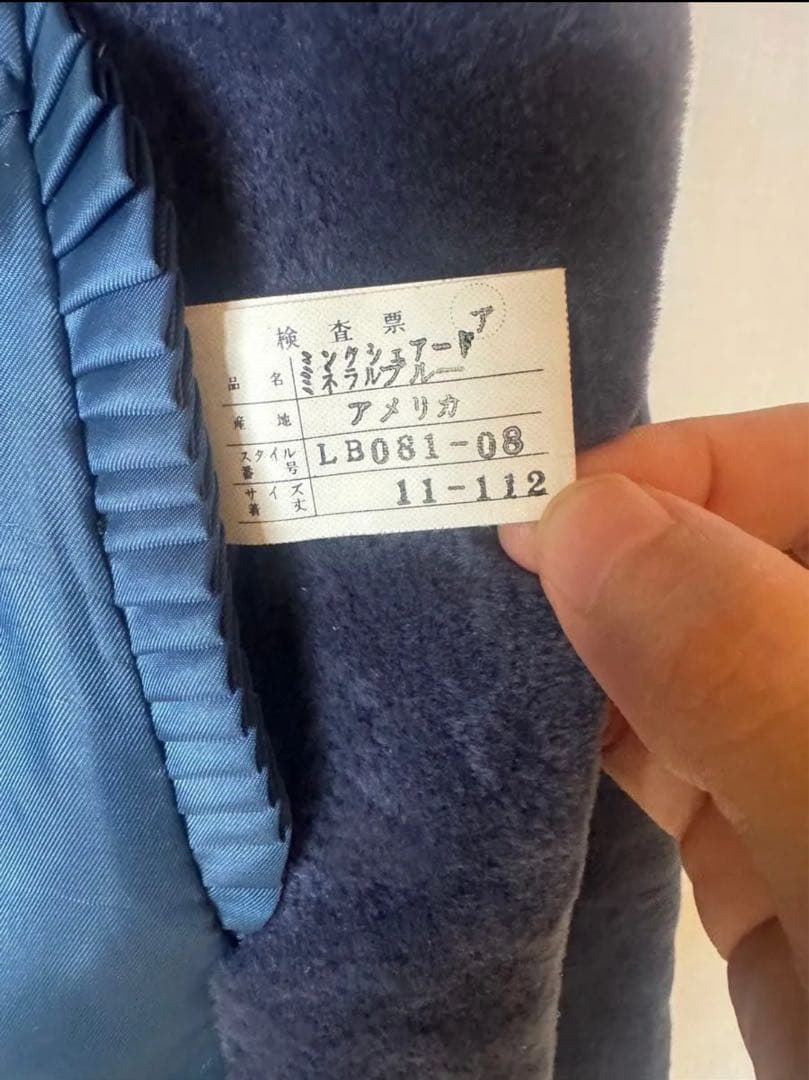 検査票 ア
品名 ミンクシェアード
ミネラルブルー
産地 アメリカ
スタイル番号 LB081-08
サイズ着丈 11-112